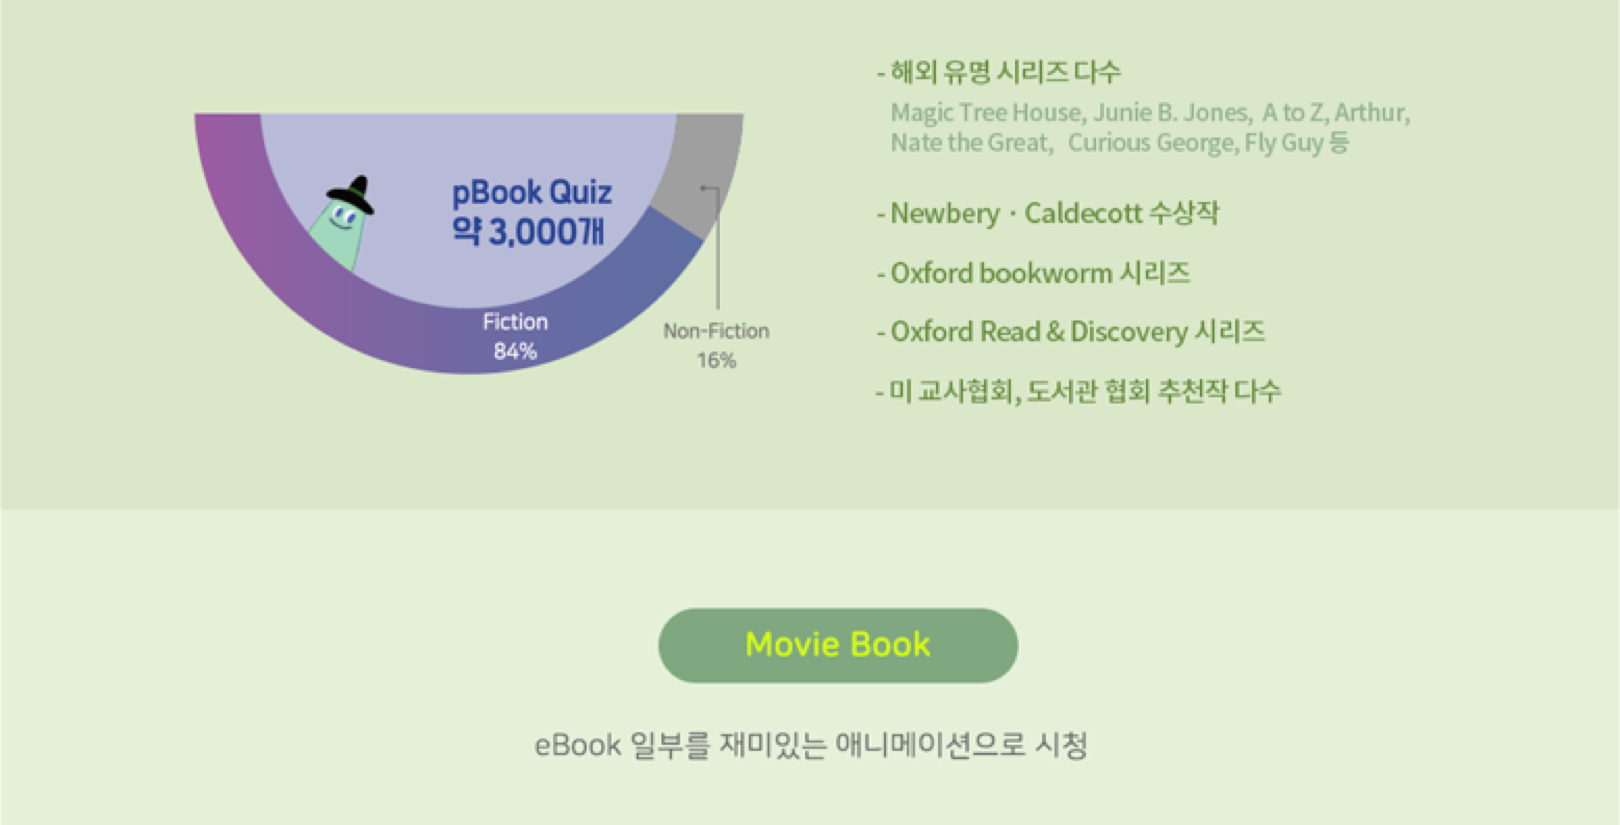 pBook Quiz
약 3,000개
Fiction
84%
Non-Fiction
16%
- 해외 유명 시리즈 다수
Magic Tree House, Junie B. Jones, A to Z, Arthur,
Nate the Great, Curious George, Fly Guy 등
- Newbery · Caldecott 수상작
- Oxford bookworm 시리즈
- Oxford Read & Discovery 시리즈
- 미 교사협회, 도서관 협회 추천작 다수
Movie Book
eBook 일부를 재미있는 애니메이션으로 시청